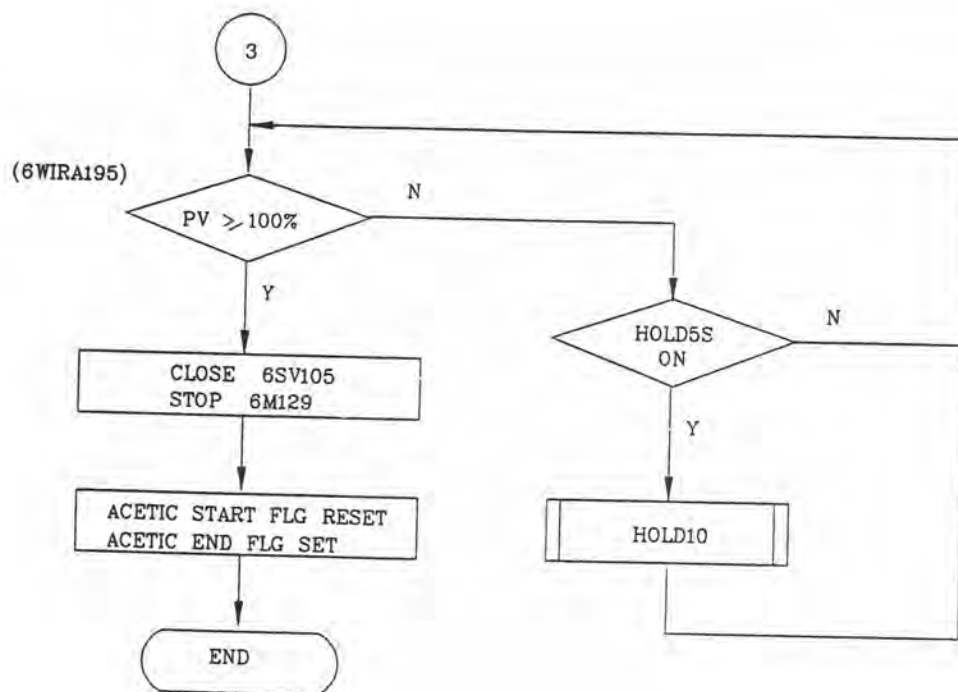 3
(6WIRA195)
PV ≥ 100%
N
Y
HOLD5S
ON
N
CLOSE 6SV105
STOP 6M129
Y
ACETIC START FLG RESET
ACETIC END FLG SET
HOLD10
END